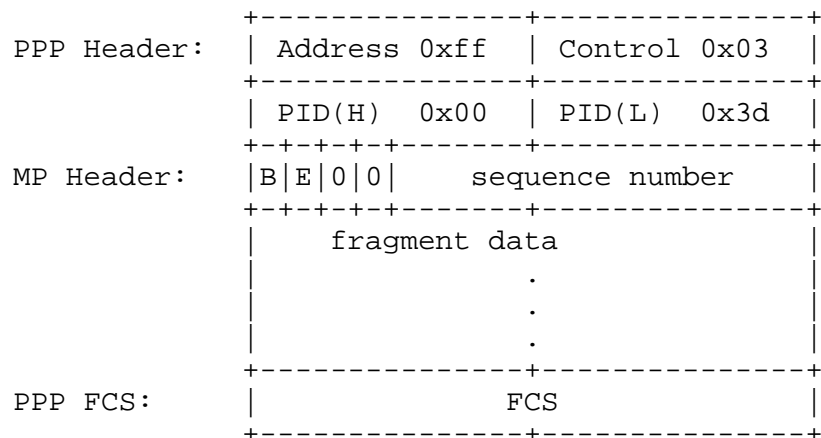 +---------------+---------------+
PPP Header:  | Address 0xff  | Control 0x03  |
             +---------------+---------------+
             | PID(H)  0x00  | PID(L)  0x3d  |
             +-+-+-+-+-------+---------------+
MP Header:   |B|E|0|0|    sequence number    |
             +-+-+-+-+-------+---------------+
             |    fragment data              |
             |               .               |
             |               .               |
             |               .               |
             +---------------+---------------+
PPP FCS:     |              FCS              |
             +---------------+---------------+